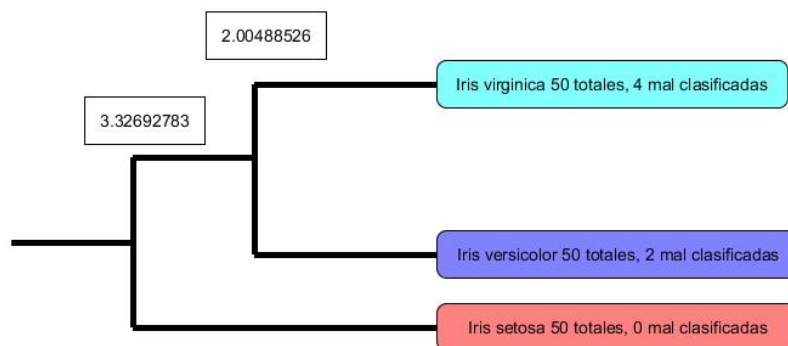 2.00488526
Iris virginica 50 totales, 4 mal clasificadas
3.32692783
Iris versicolor 50 totales, 2 mal clasificadas
Iris setosa 50 totales, 0 mal clasificadas